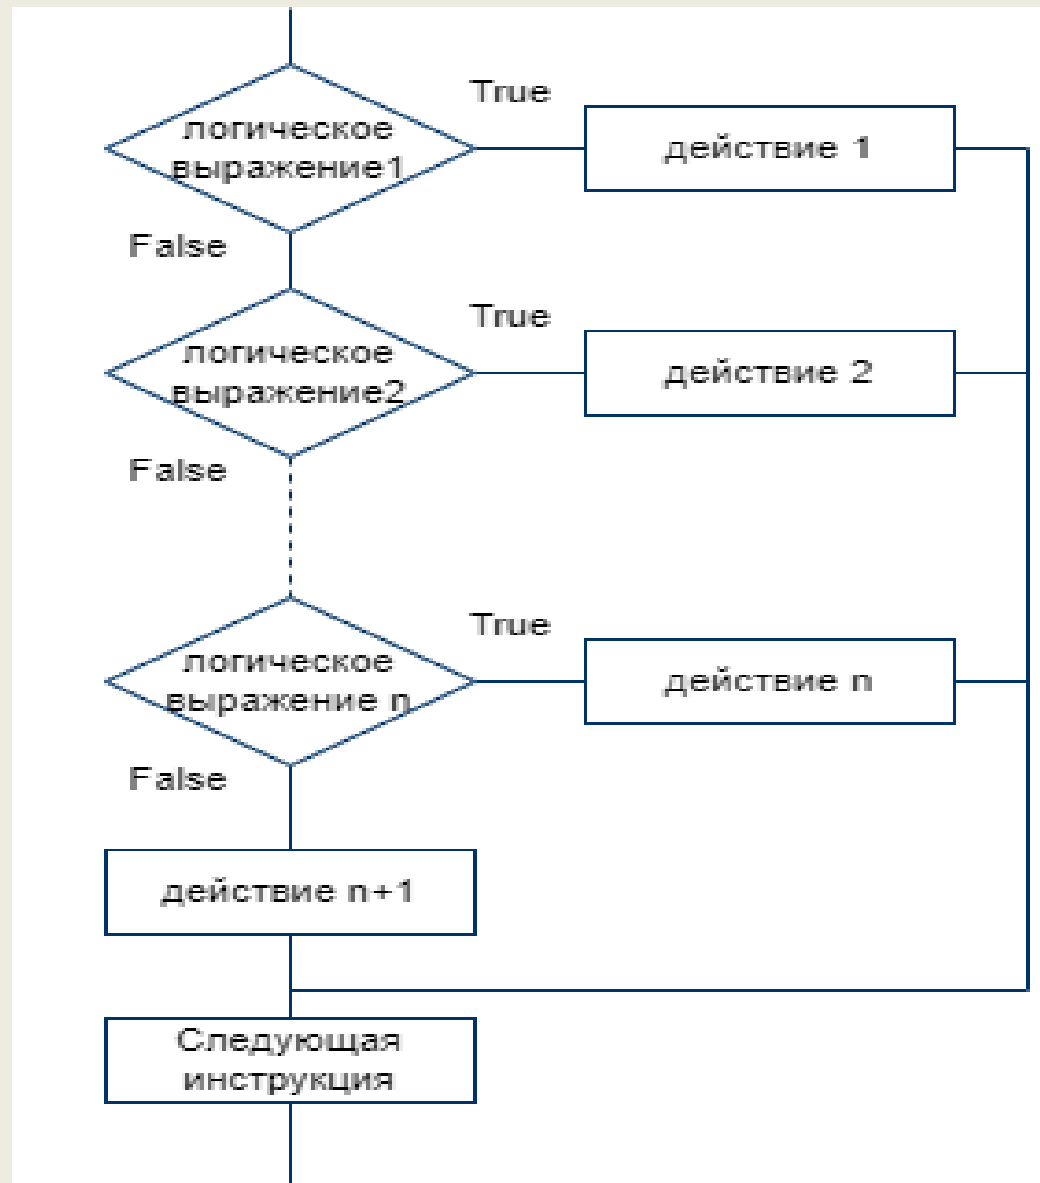 True
логическое
выражение1
действие 1
False
True
логическое
выражение2
действие 2
False
True
логическое
выражение n
действие n
False
действие n+1
Следующая
инструкция